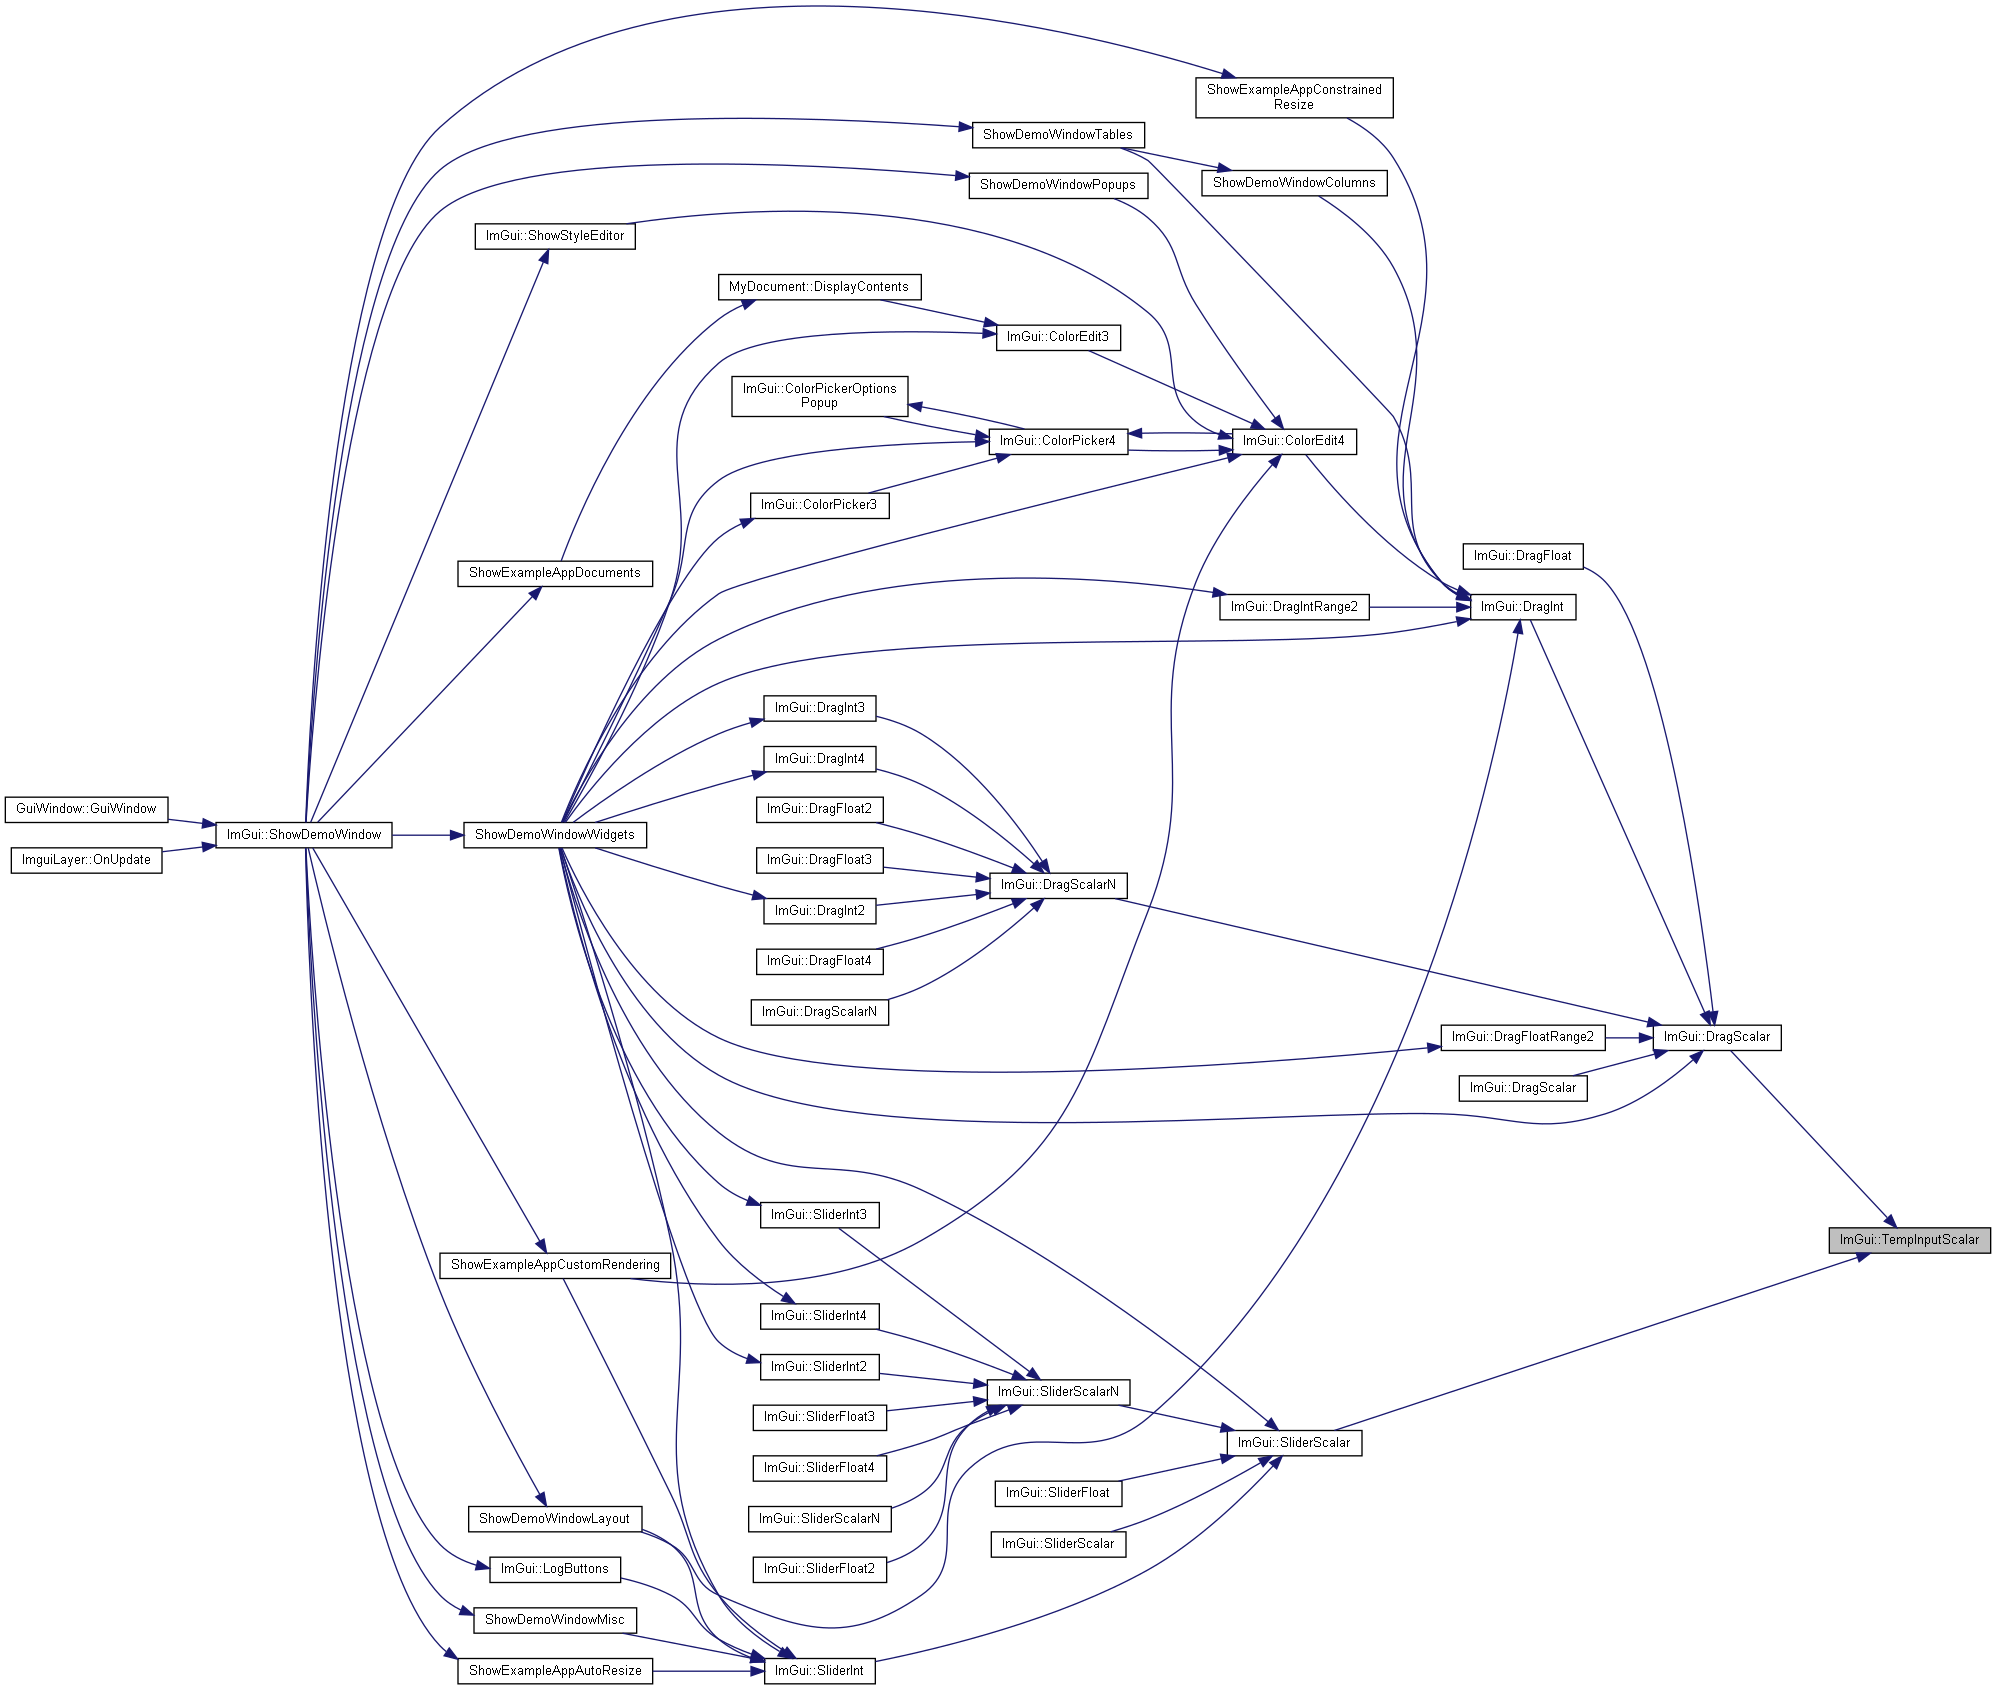 ShowExampleAppConstrained
Resize
ShowDemoWindowTables
ShowDemoWindowColumns
ShowDemoWindowPopups
ImGui::ShowStyleEditor
MyDocument::DisplayContents
ImGui::ColorEdit3
ImGui::ColorPickerOptions
Popup
ImGui::ColorPicker4
ImGui::ColorEdit4
ImGui::ColorPicker3
ImGui::DragFloat
ShowExampleAppDocuments
ImGui::DragIntRange2
ImGui::DragInt
ImGui::DragInt3
ImGui::DragInt4
GuiWindow::GuiWindow
ImGui::DragFloat2
ImGui::ShowDemoWindow
ShowDemoWindowWidgets
ImguiLayer::OnUpdate
ImGui::DragFloat3
ImGui::DragScalarN
ImGui::DragInt2
ImGui::DragFloat4
ImGui::DragScalarN
ImGui::DragFloatRange2
ImGui::DragScalar
ImGui::DragScalar
ImGui::SliderInt3
ImGui::TempInputScalar
ShowExampleAppCustomRendering
ImGui::SliderInt4
ImGui::SliderInt2
ImGui::SliderScalarN
ImGui::SliderFloat3
ImGui::SliderScalar
ImGui::SliderFloat4
ImGui::SliderFloat
ShowDemoWindowLayout
ImGui::SliderScalarN
ImGui::SliderScalar
ImGui::LogButtons
ImGui::SliderFloat2
ShowDemoWindowMisc
ShowExampleAppAutoResize
ImGui::SliderInt